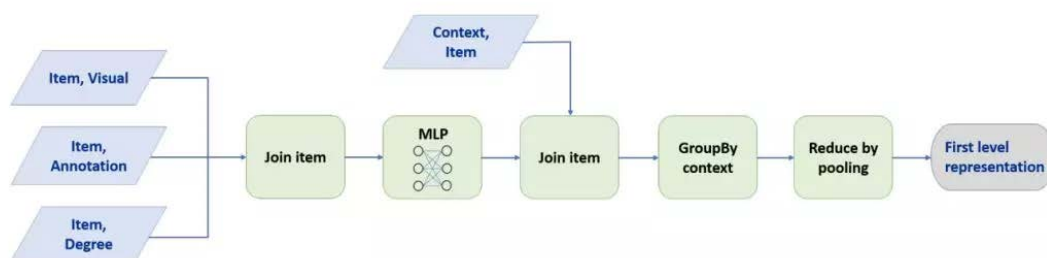 Context,
Item
Item, Visual
Item,
Annotation
Item,
Degree
Join item
MLP
Join item
GroupBy
context
Reduce by
pooling
First level
representation